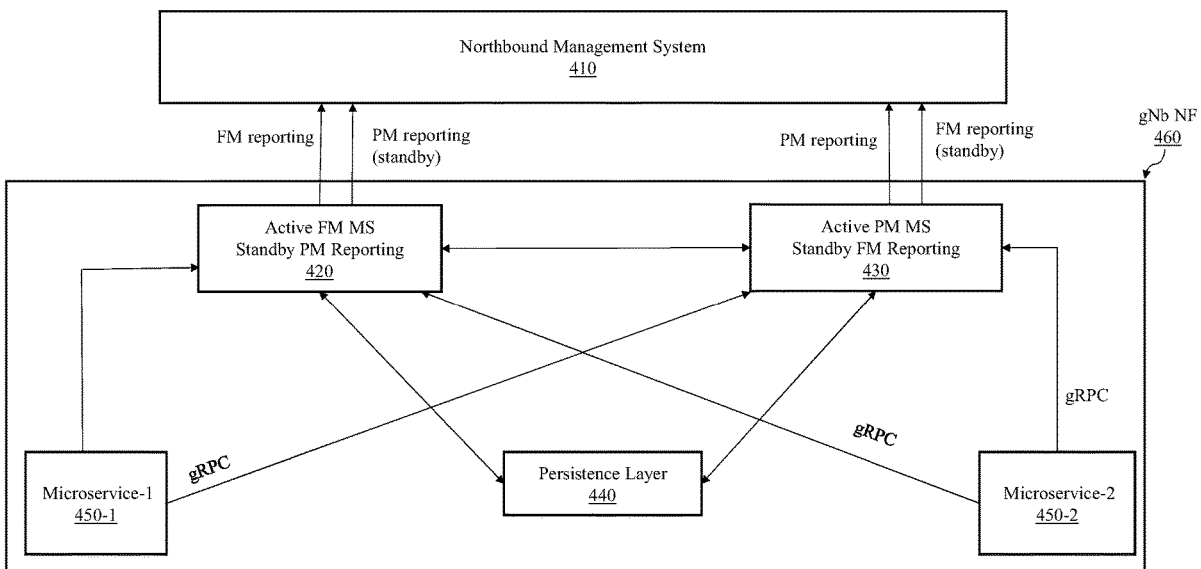 Northbound Management System
410
gNb NF
460
FM reporting
PM reporting
(standby)
PM reporting
FM reporting
(standby)
Active FM MS
Standby PM Reporting
420
Active PM MS
Standby FM Reporting
430
gRPC
gRPC
gRPC
Microservice-1
450-1
Persistence Layer
440
Microservice-2
450-2